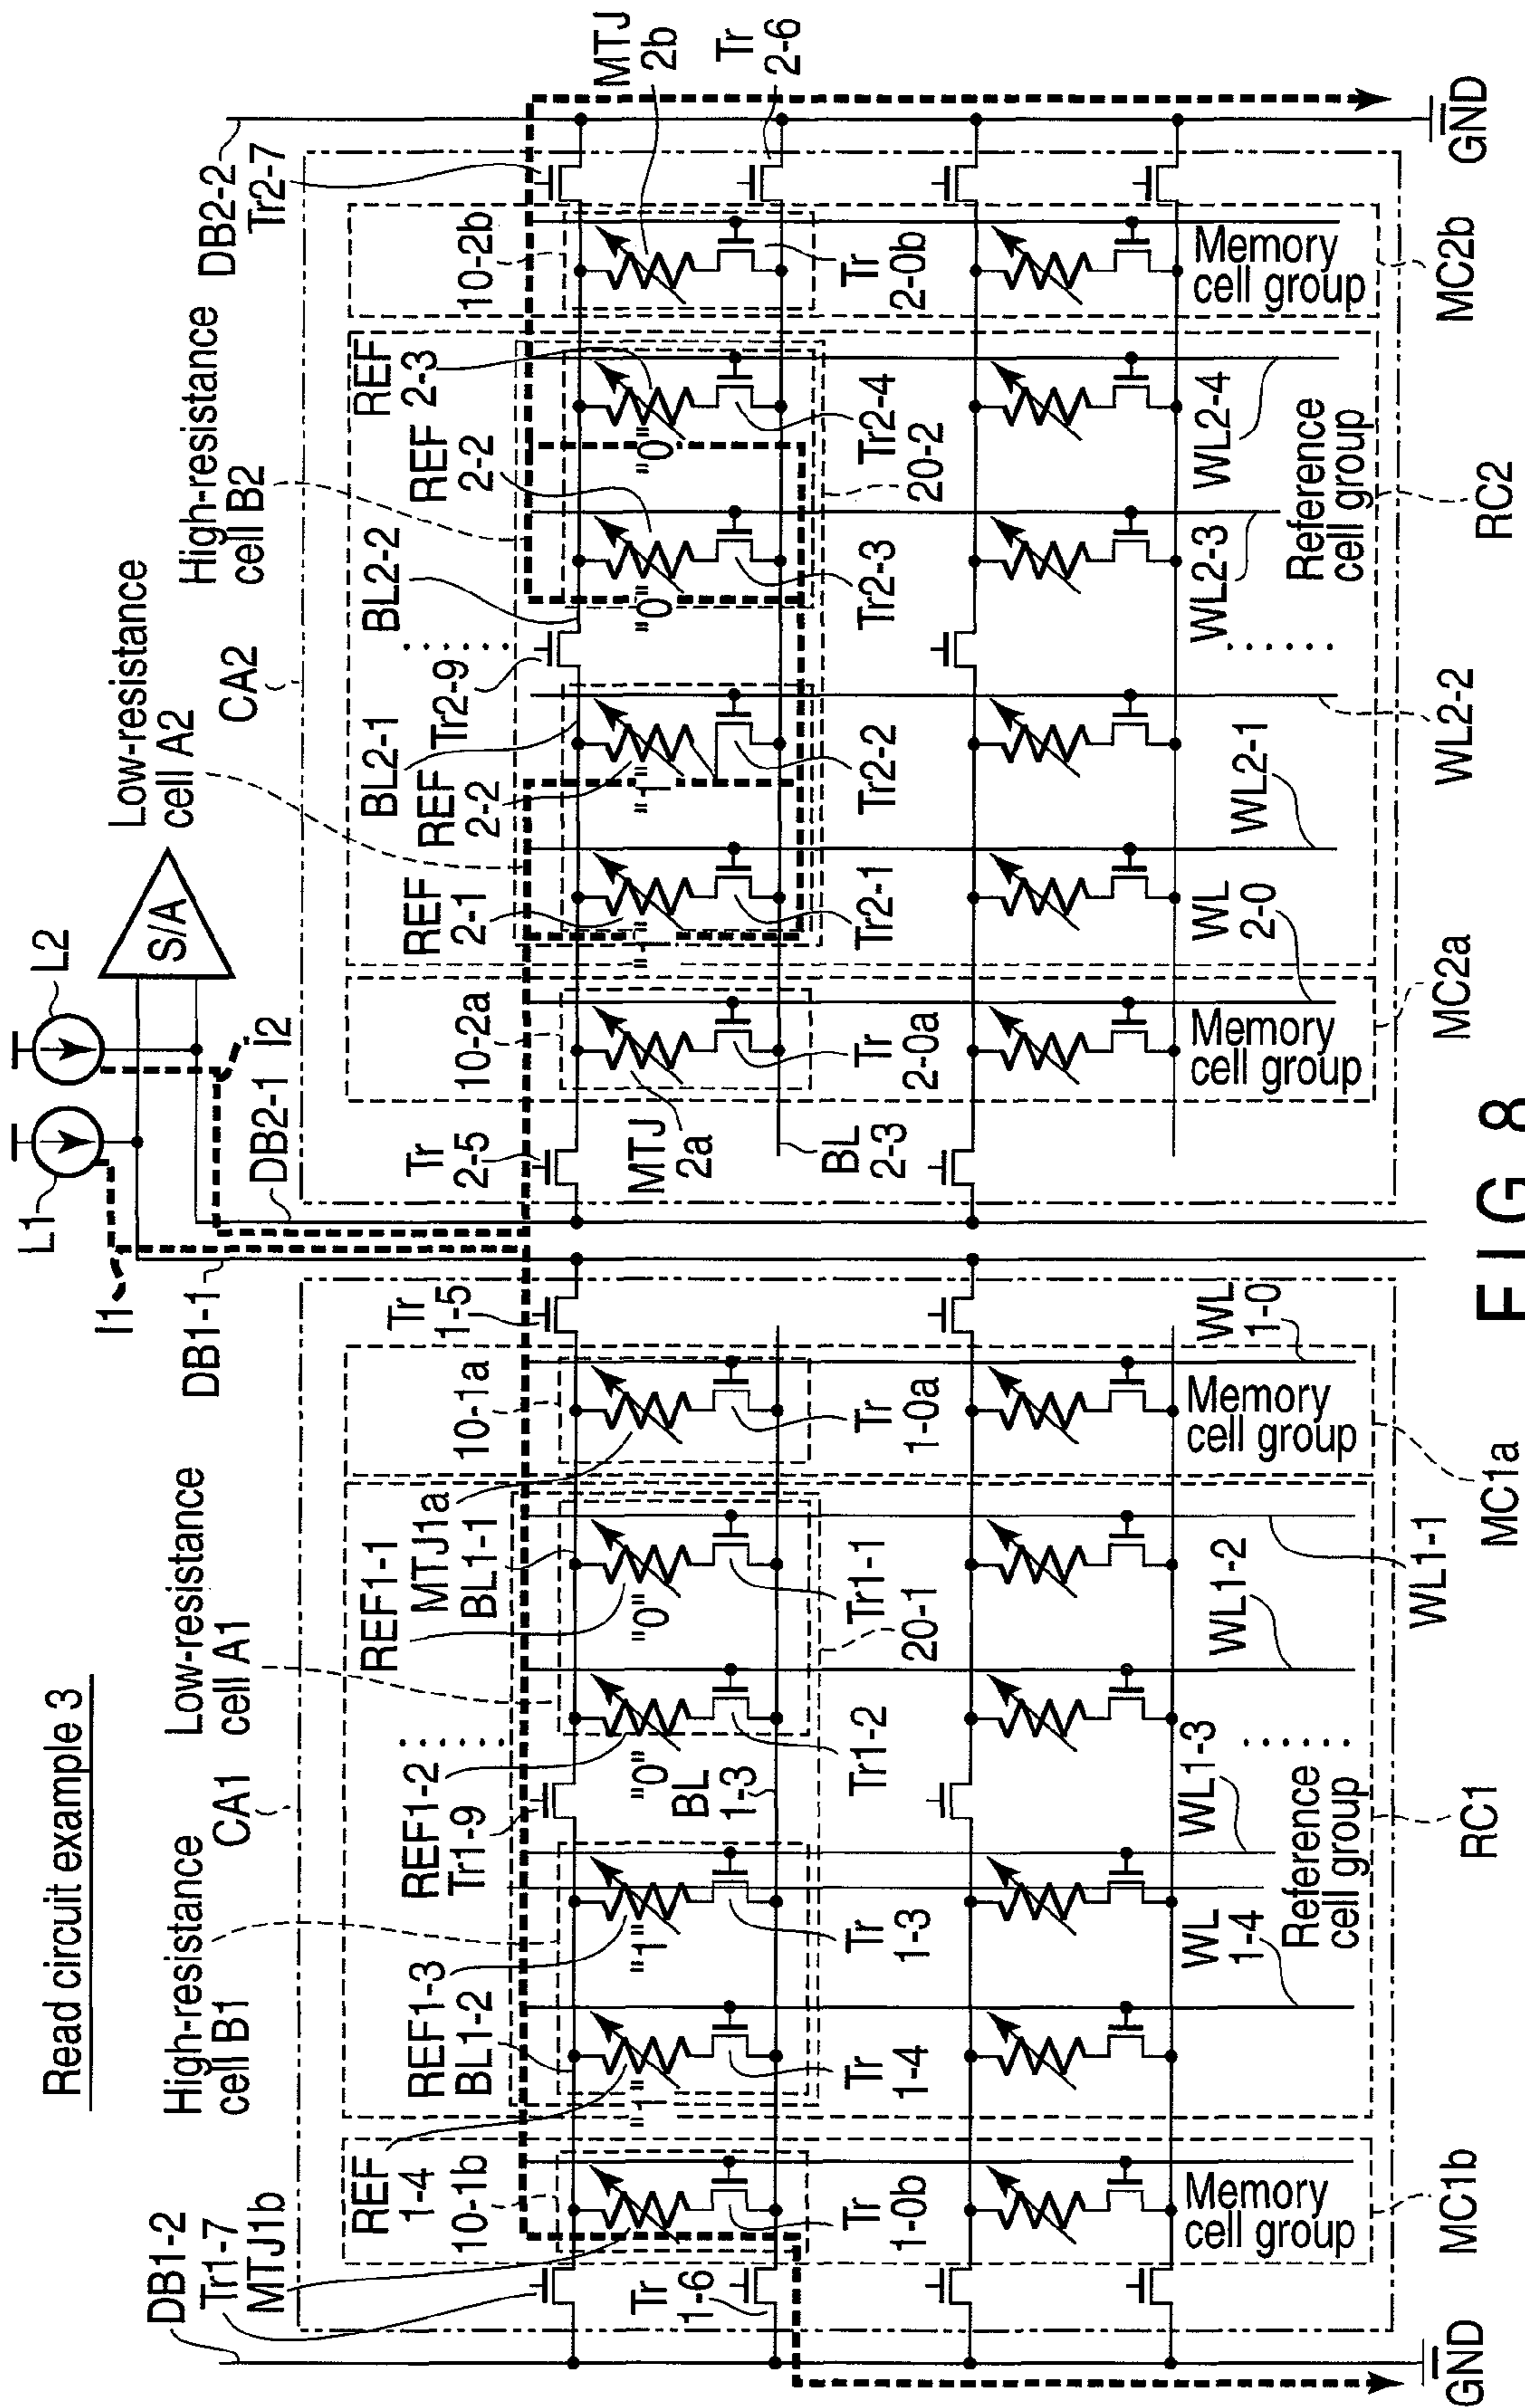 Read circuit example 3
DB1-2
Tr1-7
MTJ1b
REF
1-4
10-1b
High-resistance
cell B1
CA1
REF1-3
BL1-2
REF1-2
Tr1-9
Low-resistance
cell A1
REF1-1
MTJ1a
BL1-1
10-1a
Tr
1-5
DB1-1
I1
L1
L2
S/A
I2
DB2-1
Tr
2-5
10-2a
Low-resistance
cell A2
CA2
REF
2-1
REF
2-2
BL2-1
Tr2-9
BL2-2
High-resistance
cell B2
REF
2-2
REF
2-3
10-2b
DB2-2
Tr2-7
MTJ
2b
Tr
2-6
"1"
"1"
"0"
"0"
"1"
"1"
"0"
"0"
Tr
1-6
Tr
1-0b
Tr
1-4
Tr
1-3
BL
1-3
Tr1-2
Tr1-1
20-1
Tr
1-0a
MTJ
2a
BL
2-3
Tr
2-0a
Tr2-1
Tr2-2
Tr2-3
Tr2-4
20-2
Tr
2-0b
Memory
cell group
WL
1-4
WL1-3
Reference
cell group
WL1-2
Memory
cell group
WL
1-0
Memory
cell group
WL
2-0
WL2-1
WL2-3
WL2-4
Reference
cell group
Memory
cell group
GND
MC1b
RC1
WL1-1
MC1a
MC2a
WL2-2
RC2
MC2b
GND
FIG. 8